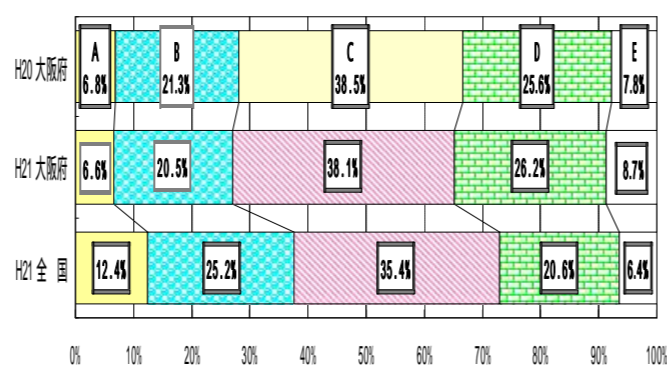 A B C D E
H20 大阪府 6.8% 21.3% 38.5% 25.6% 7.8%
H21 大阪府 6.6% 20.5% 38.1% 26.2% 8.7%
H21 全 国 12.4% 25.2% 35.4% 20.6% 6.4%
0% 10% 20% 30% 40% 50% 60% 70% 80% 90% 100%